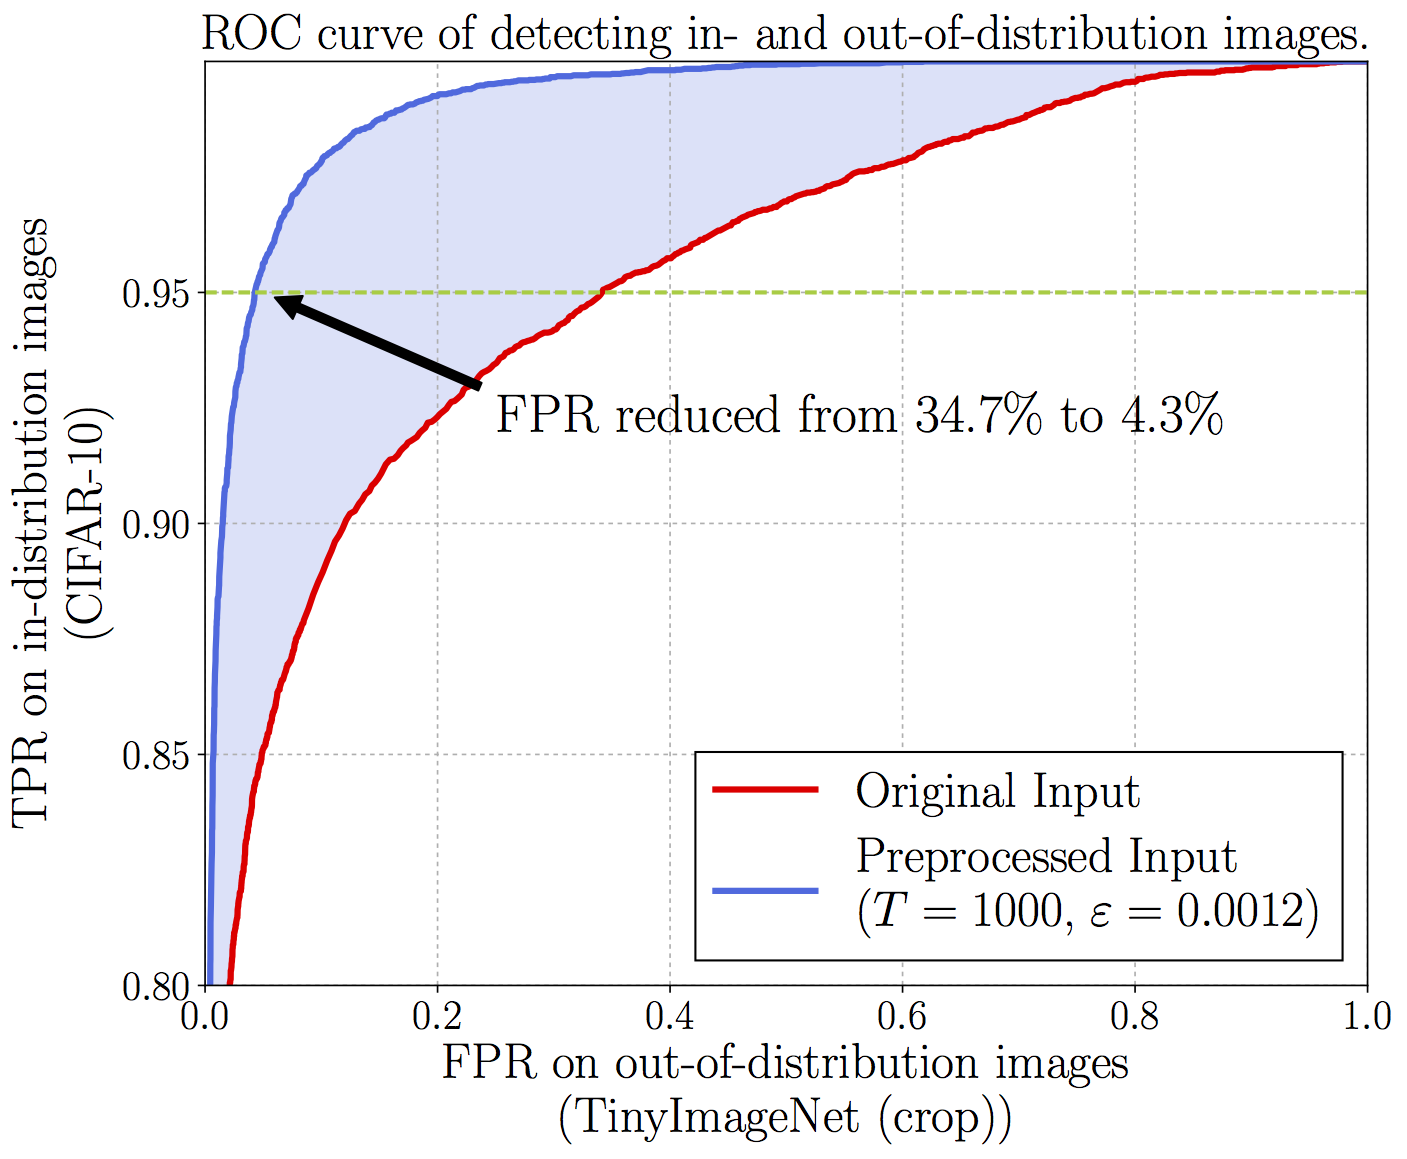 ROC curve of detecting in- and out-of-distribution images.
TPR on in-distribution images
(CIFAR-10)
0.95
0.90
0.85
0.80
FPR reduced from 34.7% to 4.3%
Original Input
Preprocessed Input
(T = 1000, ε = 0.0012)
0.0 0.2 0.4 0.6 0.8 1.0
FPR on out-of-distribution images
(TinyImageNet (crop))